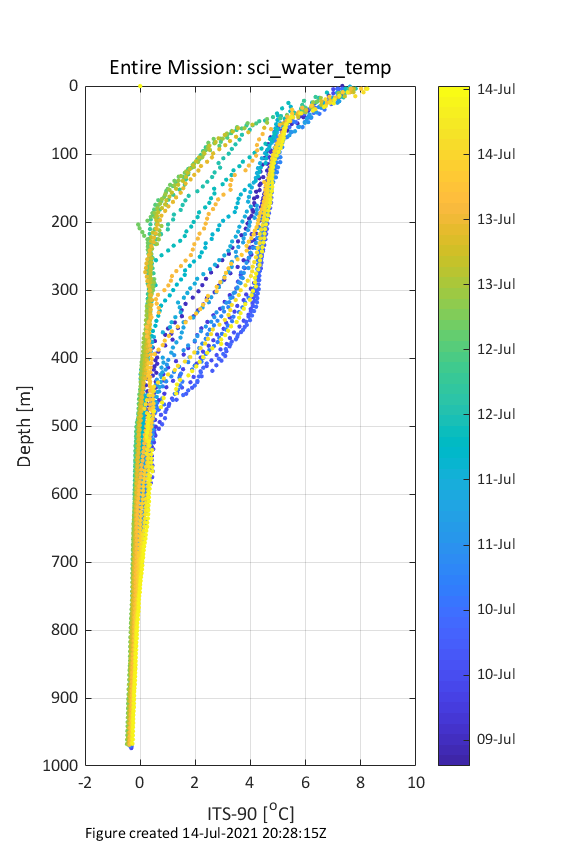 Entire Mission: sci_water_temp
0
100
200
300
400
500
600
700
800
900
1000
Depth [m]
-2 0 2 4 6 8 10
ITS-90 [°C]
Figure created 14-Jul-2021 20:28:15Z
14-Jul
14-Jul
13-Jul
13-Jul
12-Jul
12-Jul
11-Jul
11-Jul
10-Jul
10-Jul
09-Jul